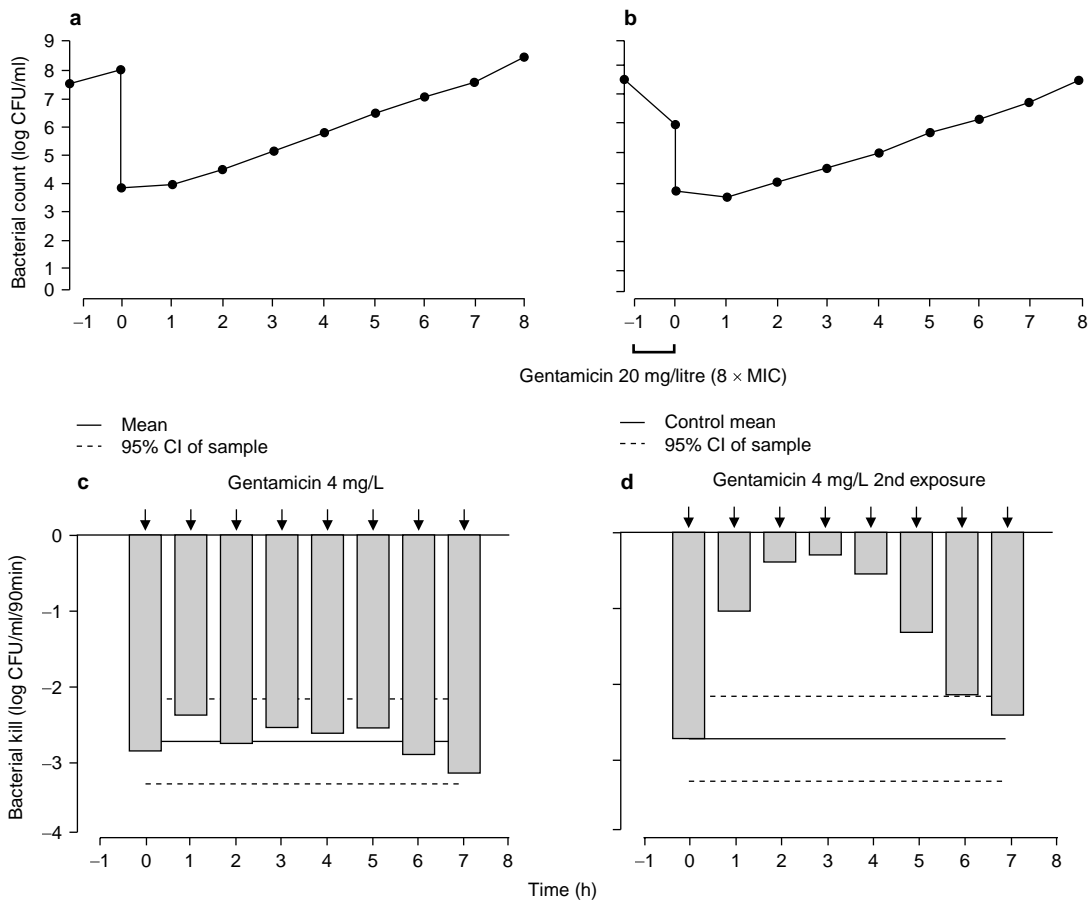 a
Bacterial count (log CFU/ml)
9
8
7
6
5
4
3
2
1
0
–1 0 1 2 3 4 5 6 7 8
b
–1 0 1 2 3 4 5 6 7 8
Gentamicin 20 mg/litre (8 × MIC)
Mean
95% CI of sample
c
Gentamicin 4 mg/L
Bacterial kill (log CFU/ml/90min)
0
–1
–2
–3
–4
–1 0 1 2 3 4 5 6 7 8
Control mean
95% CI of sample
d
Gentamicin 4 mg/L 2nd exposure
–1 0 1 2 3 4 5 6 7 8
Time (h)